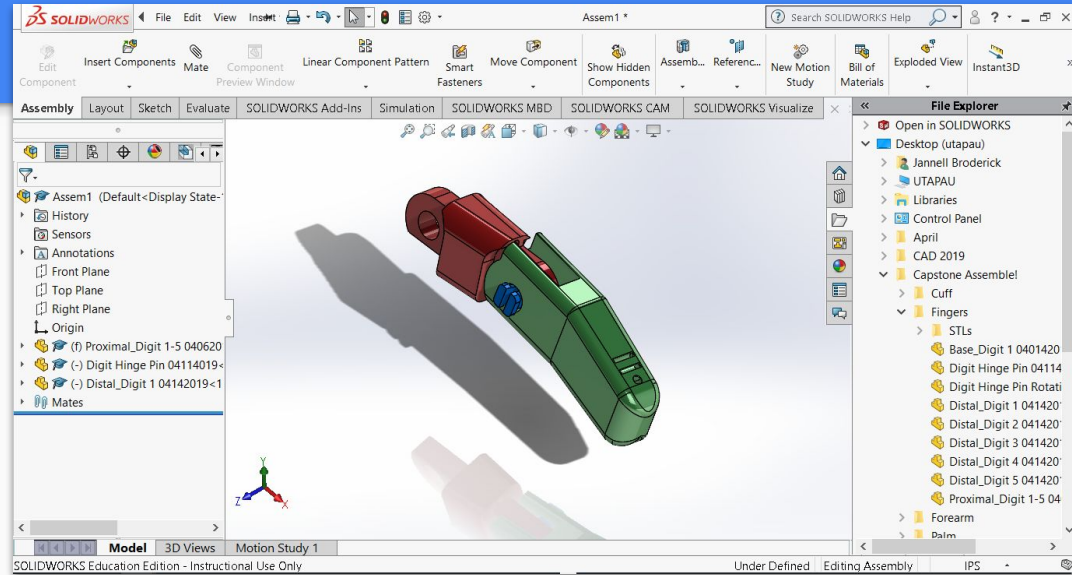 SOLIDWORKS File Edit View Insert Assem1 * Search SOLIDWORKS Help ?
Edit Component
Insert Components
Mate
Component Preview Window
Linear Component Pattern
Smart Fasteners
Move Component
Show Hidden Components
Assemb...
Referenc...
New Motion Study
Bill of Materials
Exploded View
Instant3D
Assembly Layout Sketch Evaluate SOLIDWORKS Add-Ins Simulation SOLIDWORKS MBD SOLIDWORKS CAM SOLIDWORKS Visualize
Assem1 (Default<Display State-
History
Sensors
Annotations
Front Plane
Top Plane
Right Plane
Origin
(f) Proximal_Digit 1-5 040620
(-) Digit Hinge Pin 04114019<
(-) Distal_Digit 1 04142019<1
Mates
Y
Z
X
File Explorer
Open in SOLIDWORKS
Desktop (utapau)
Jannell Broderick
UTAPAU
Libraries
Control Panel
April
CAD 2019
Capstone Assemble!
Cuff
Fingers
STLs
Base_Digit 1 0401420
Digit Hinge Pin 04114
Digit Hinge Pin Rotati
Distal_Digit 1 041420
Distal_Digit 2 041420
Distal_Digit 3 041420
Distal_Digit 4 041420
Distal_Digit 5 041420
Proximal_Digit 1-5 04
Forearm
Palm
Model 3D Views Motion Study 1
SOLIDWORKS Education Edition - Instructional Use Only Under Defined Editing Assembly IPS